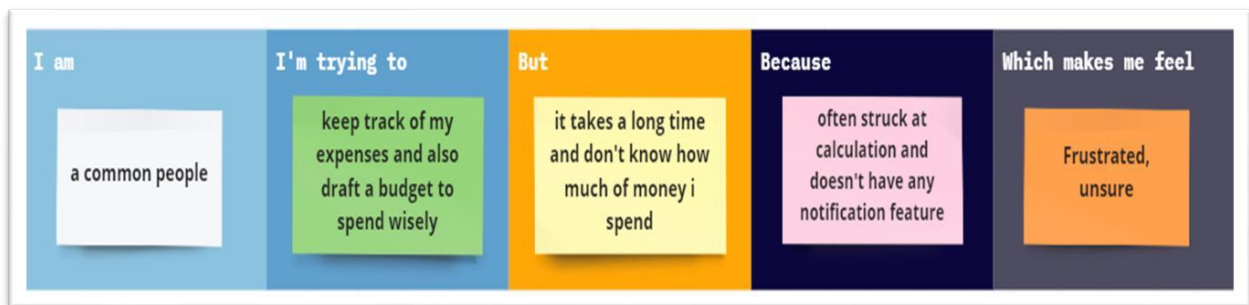 I am
a common people
I'm trying to
keep track of my
expenses and also
draft a budget to
spend wisely
But
it takes a long time
and don't know how
much of money i
spend
Because
often struck at
calculation and
doesn't have any
notification feature
Which makes me feel
Frustrated,
unsure